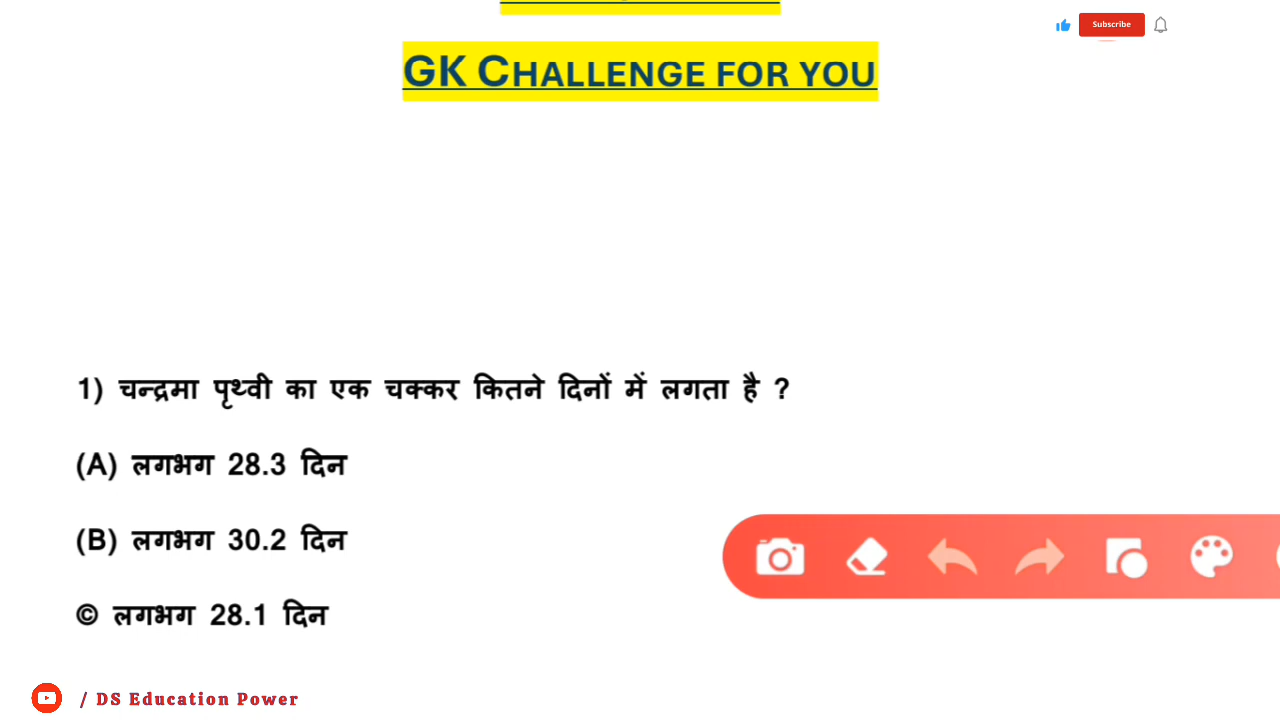 Subscribe
GK CHALLENGE FOR YOU
1) चन्द्रमा पृथ्वी का एक चक्कर कितने दिनों में लगता है ?
(A) लगभग 28.3 दिन
(B) लगभग 30.2 दिन
© लगभग 28.1 दिन
/ DS Education Power